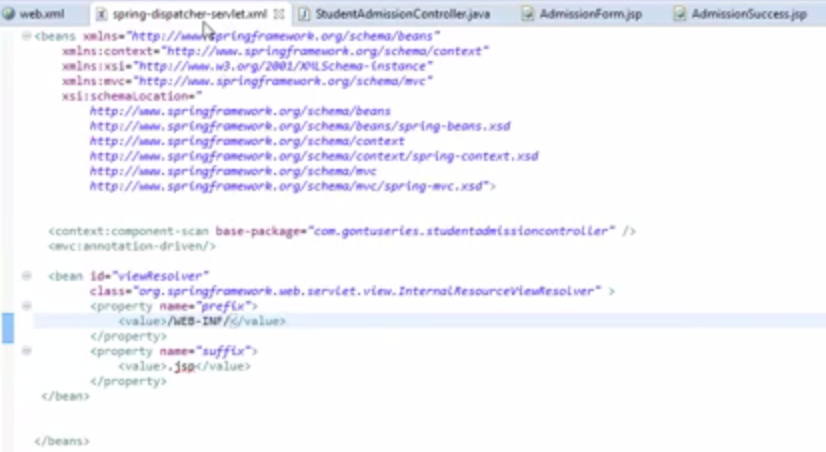 web.xml spring-dispatcher-servlet.xml StudentAdmissionController.java AdmissionForm.jsp AdmissionSuccess.jsp
<beans xmlns="http://www.springframework.org/schema/beans"
xmlns:context="http://www.springframework.org/schema/context"
xmlns:xsi="http://www.w3.org/2001/XMLSchema-instance"
xmlns:mvc="http://www.springframework.org/schema/mvc"
xsi:schemaLocation="
http://www.springframework.org/schema/beans
http://www.springframework.org/schema/beans/spring-beans.xsd
http://www.springframework.org/schema/context
http://www.springframework.org/schema/context/spring-context.xsd
http://www.springframework.org/schema/mvc
http://www.springframework.org/schema/mvc/spring-mvc.xsd">
<context:component-scan base-package="com.gontuseries.studentadmissioncontroller" />
<mvc:annotation-driven/>
<bean id="viewResolver"
class="org.springframework.web.servlet.view.InternalResourceViewResolver" >
<property name="prefix">
<value>/WEB-INF/</value>
</property>
<property name="suffix">
<value>.jsp</value>
</property>
</bean>
</beans>